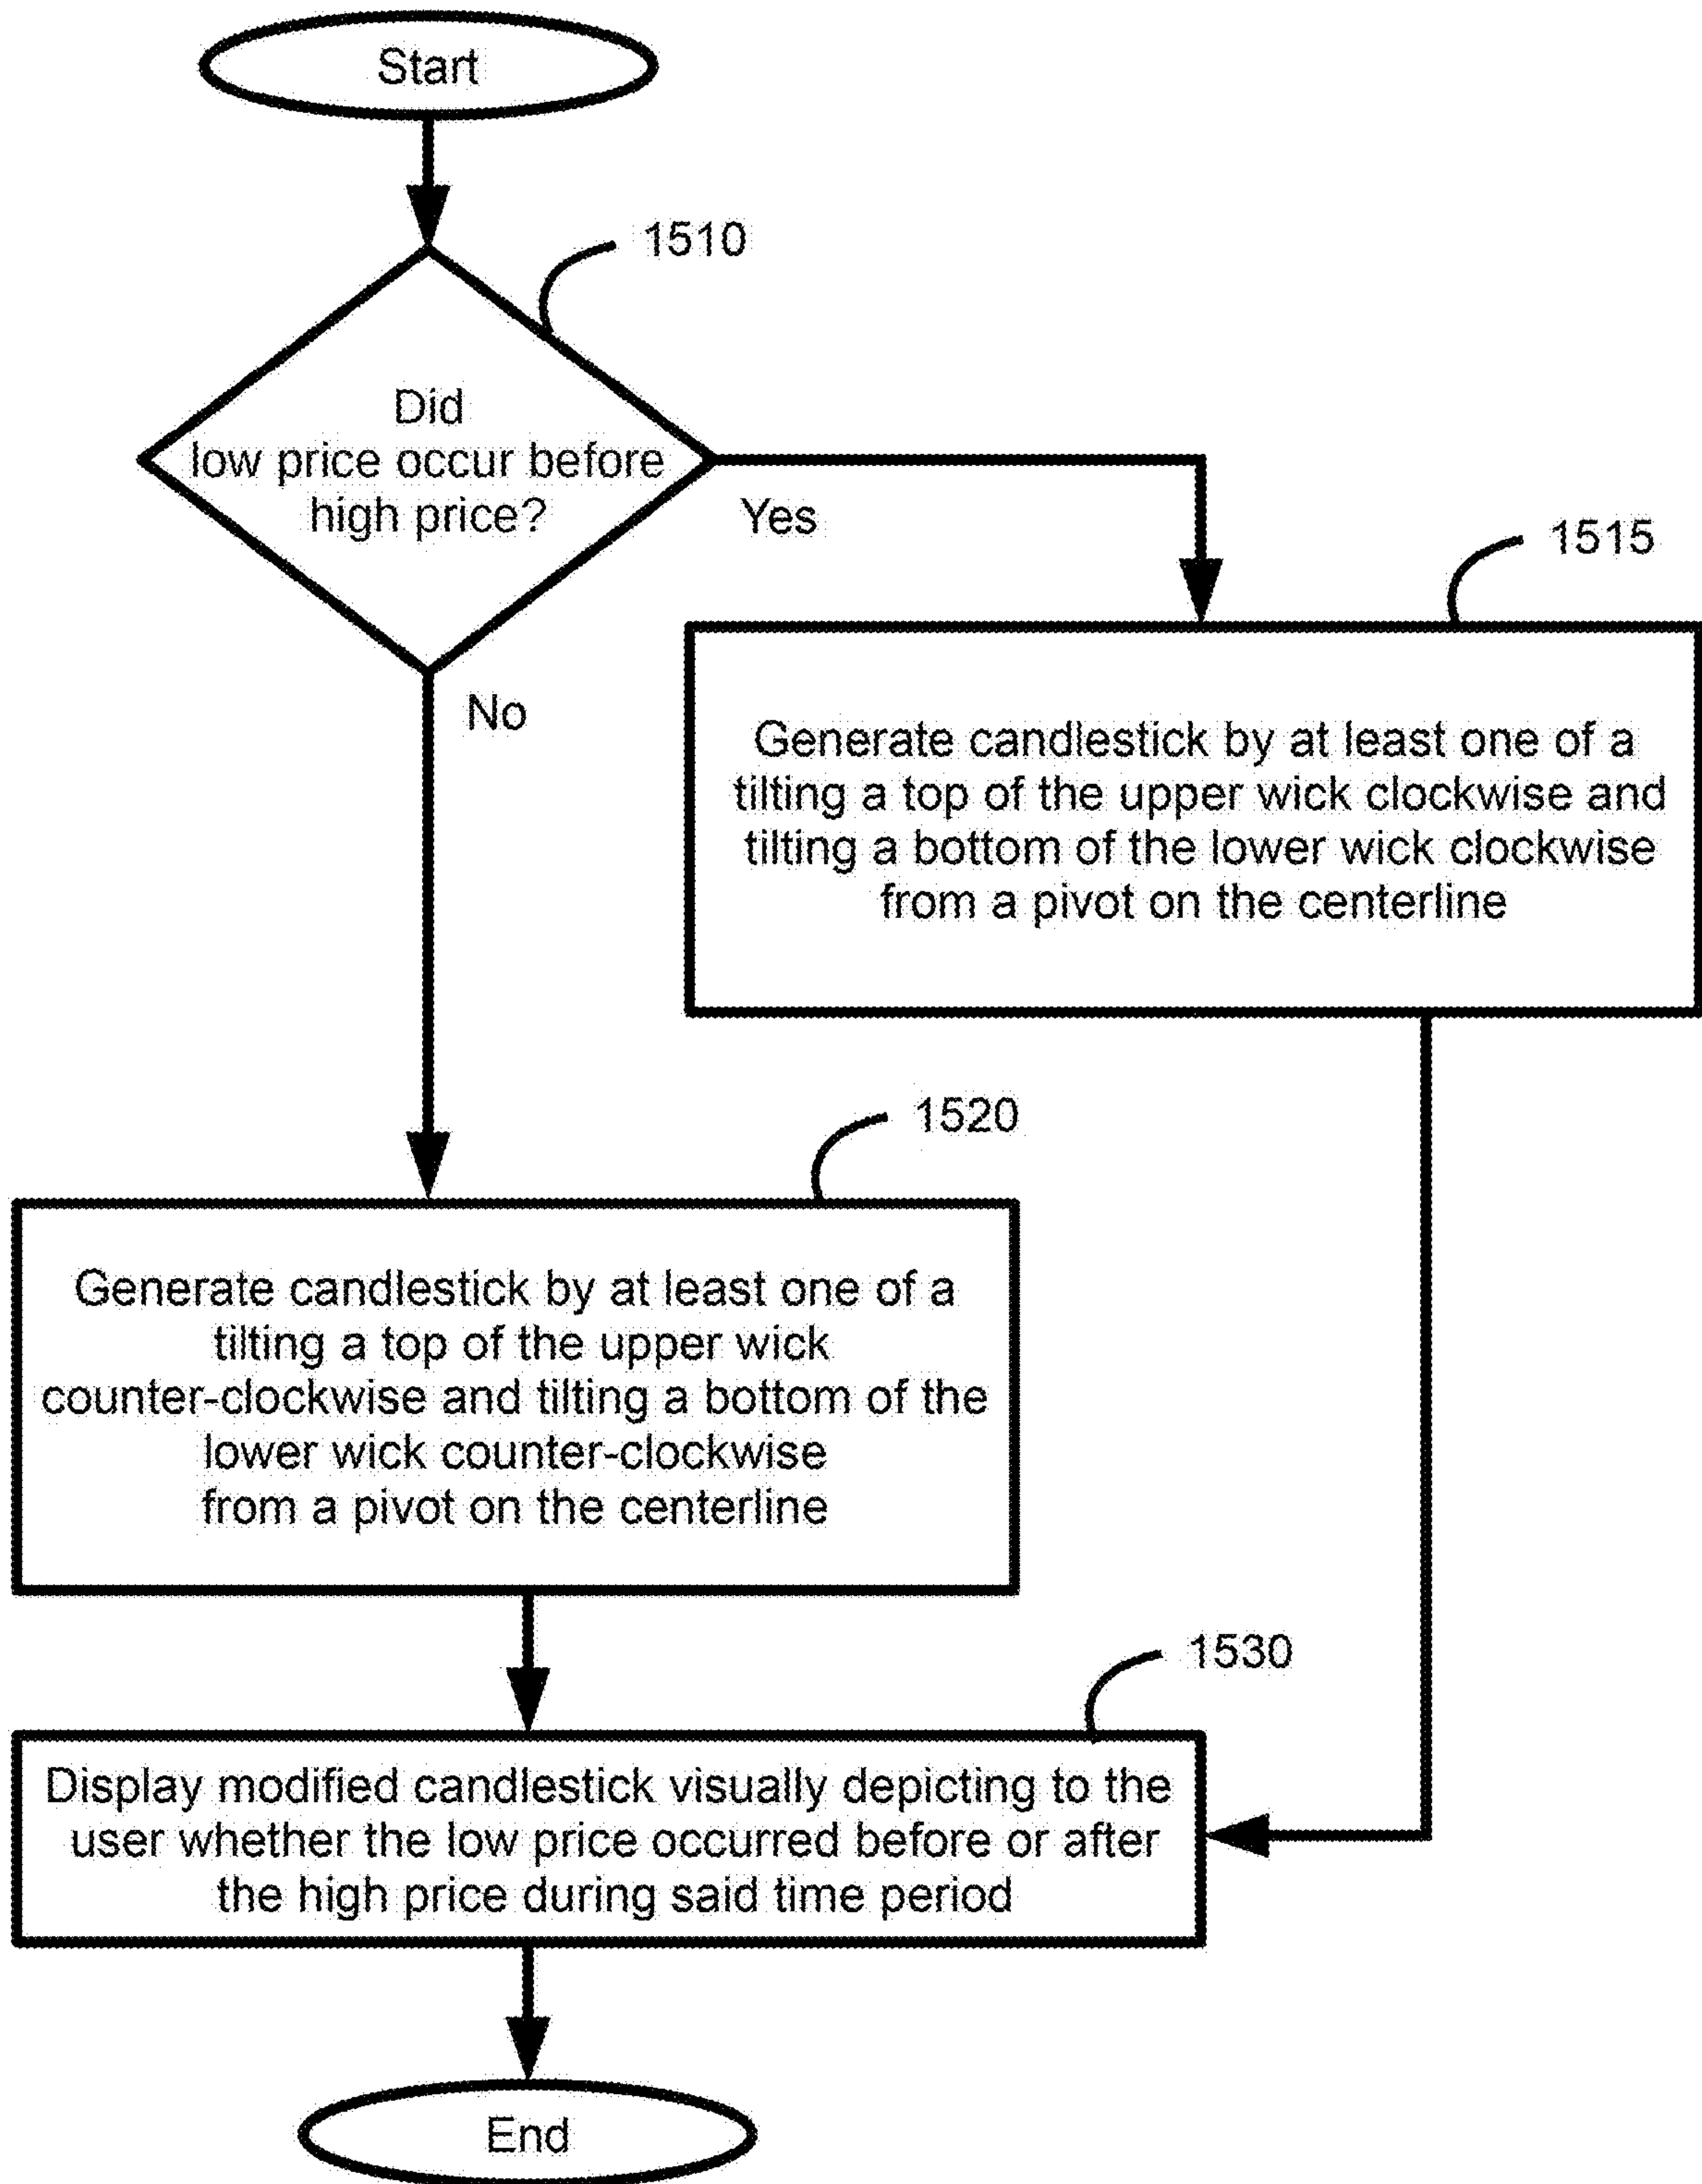 Start
1510
Did
low price occur before
high price?
Yes
1515
No
Generate candlestick by at least one of a
tilting a top of the upper wick clockwise and
tilting a bottom of the lower wick clockwise
from a pivot on the centerline
1520
Generate candlestick by at least one of a
tilting a top of the upper wick
counter-clockwise and tilting a bottom of the
lower wick counter-clockwise
from a pivot on the centerline
1530
Display modified candlestick visually depicting to the
user whether the low price occurred before or after
the high price during said time period
End